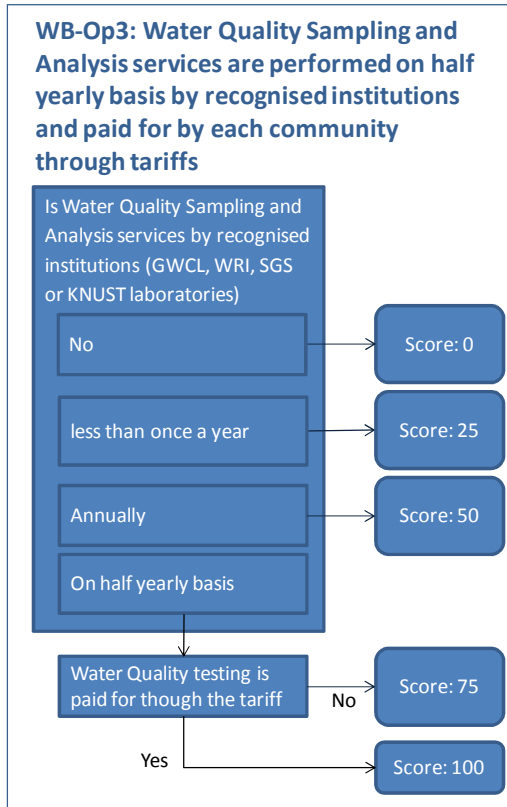 WB-Op3: Water Quality Sampling and
Analysis services are performed on half
yearly basis by recognised institutions
and paid for by each community
through tariffs
Is Water Quality Sampling and
Analysis services by recognised
institutions (GWCL, WRI, SGS
or KNUST laboratories)
No
Score: 0
less than once a year
Score: 25
Annually
Score: 50
On half yearly basis
Water Quality testing is
paid for though the tariff
No
Score: 75
Yes
Score: 100